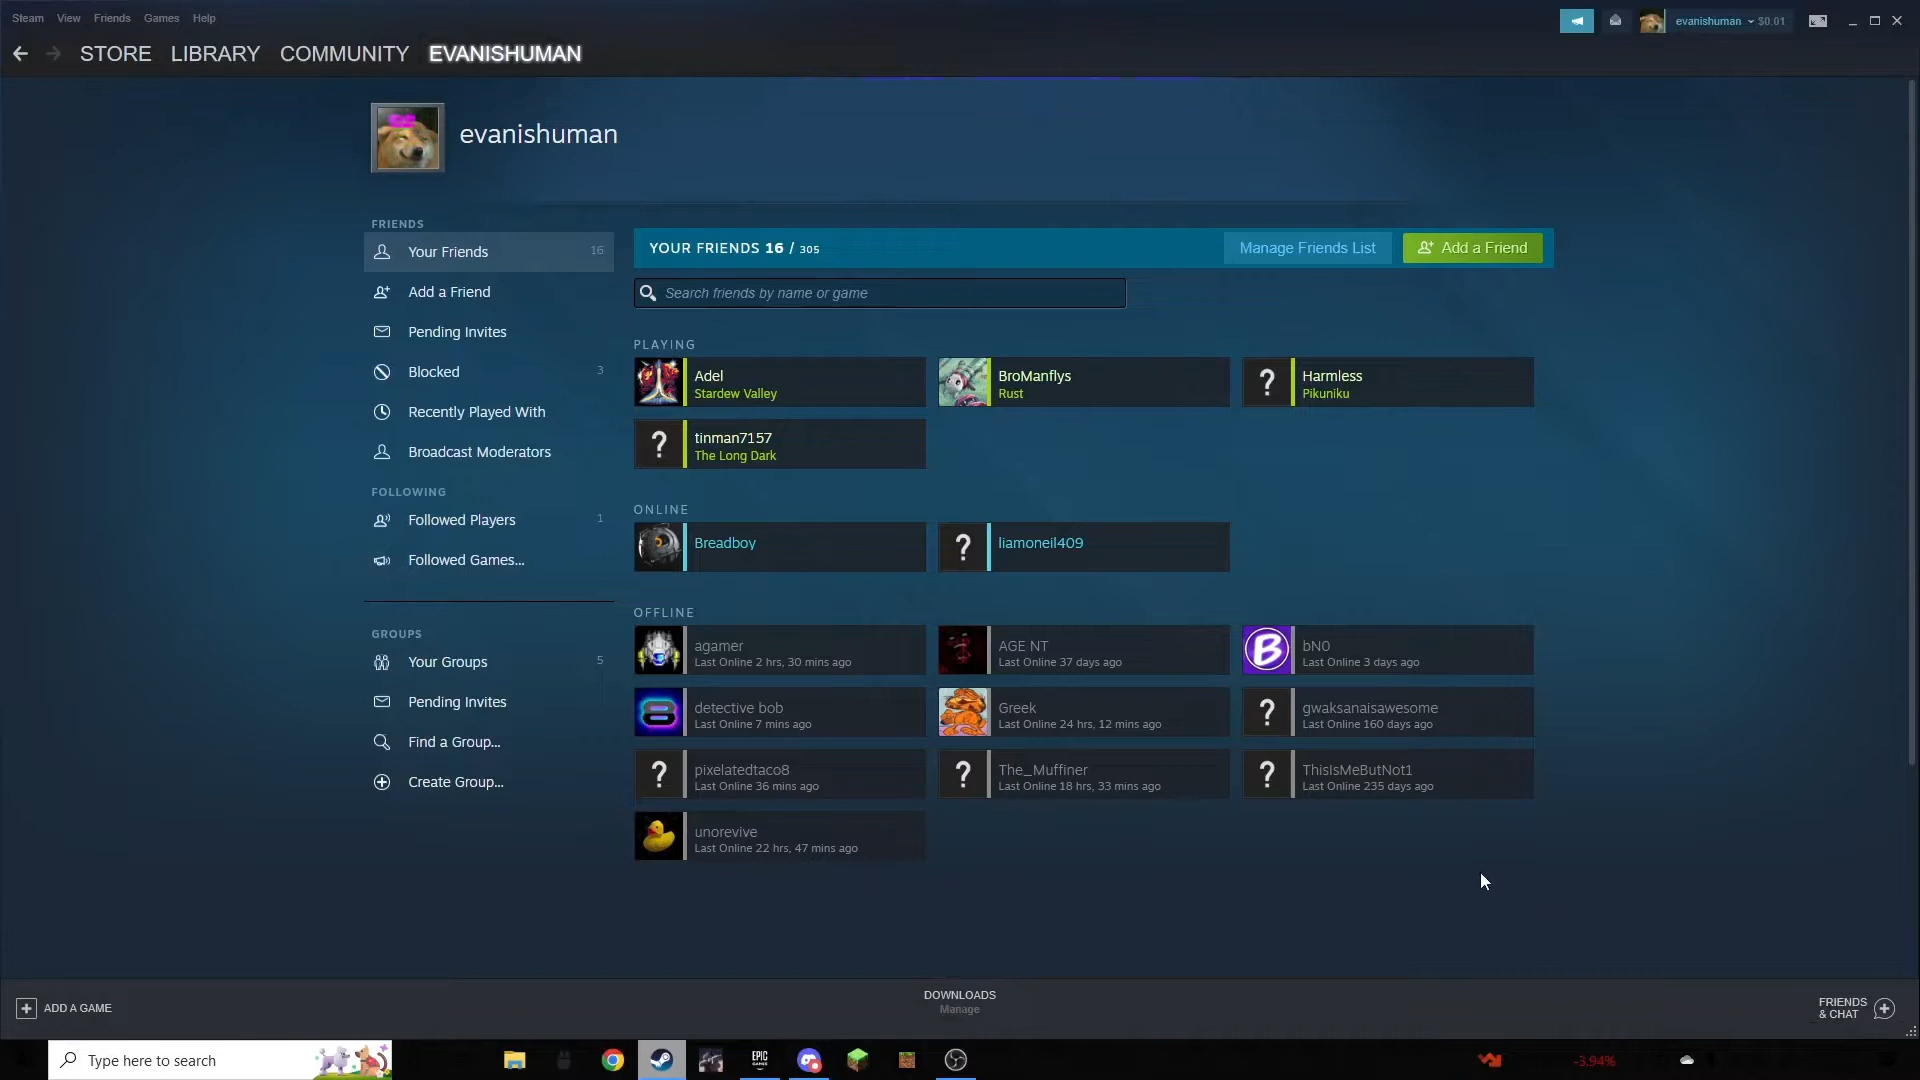 Steam View Friends Games Help
evanishuman $0.01
STORE LIBRARY COMMUNITY EVANISHUMAN
evanishuman
FRIENDS
Your Friends 16
Add a Friend
Pending Invites
Blocked 3
Recently Played With
Broadcast Moderators
FOLLOWING
Followed Players 1
Followed Games...
GROUPS
Your Groups 5
Pending Invites
Find a Group...
Create Group...
YOUR FRIENDS 16 / 305
Manage Friends List
Add a Friend
Search friends by name or game
PLAYING
Adel
Stardew Valley
BroManflys
Rust
Harmless
Pikuniku
tinman7157
The Long Dark
ONLINE
Breadboy
liamoneil409
OFFLINE
agamer
Last Online 2 hrs, 30 mins ago
AGE NT
Last Online 37 days ago
bN0
Last Online 3 days ago
detective bob
Last Online 7 mins ago
Greek
Last Online 24 hrs, 12 mins ago
gwaksanaisawesome
Last Online 160 days ago
pixelatedtaco8
Last Online 36 mins ago
The_Muffiner
Last Online 18 hrs, 33 mins ago
ThisIsMeButNot1
Last Online 235 days ago
unorevive
Last Online 22 hrs, 47 mins ago
ADD A GAME
DOWNLOADS
Manage
FRIENDS
& CHAT
Type here to search
EPIC
GAMES
-3.94%